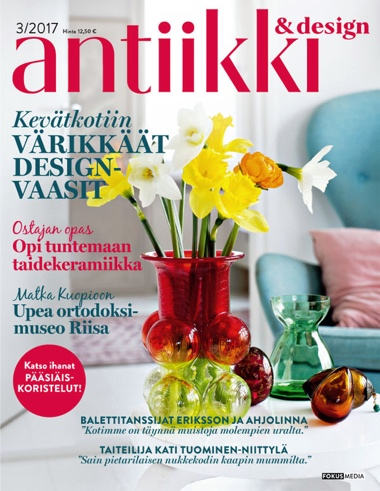 & design
3/2017 Hinta 12,50 €
antiikki
Kevätkotiin
VÄRIKKÄÄT
DESIGN-
VAASIT
Ostajan opas
Opi tuntemaan
taidekeramiikka
Matka Kuopioon
Upea ortodoksi-
museo Riisa
Katso ihanat
PÄÄSIÄIS-
KORISTELUT!
BALETTITANSSIJAT ERIKSSON JA AHJOLINNA
"Kotimme on täynnä muistoja molempien uralta."
TAITEILIJA KATI TUOMINEN-NIITTYLÄ
"Sain pietarilaisen nukkekodin kaapin mummilta."
FOKUS MEDIA